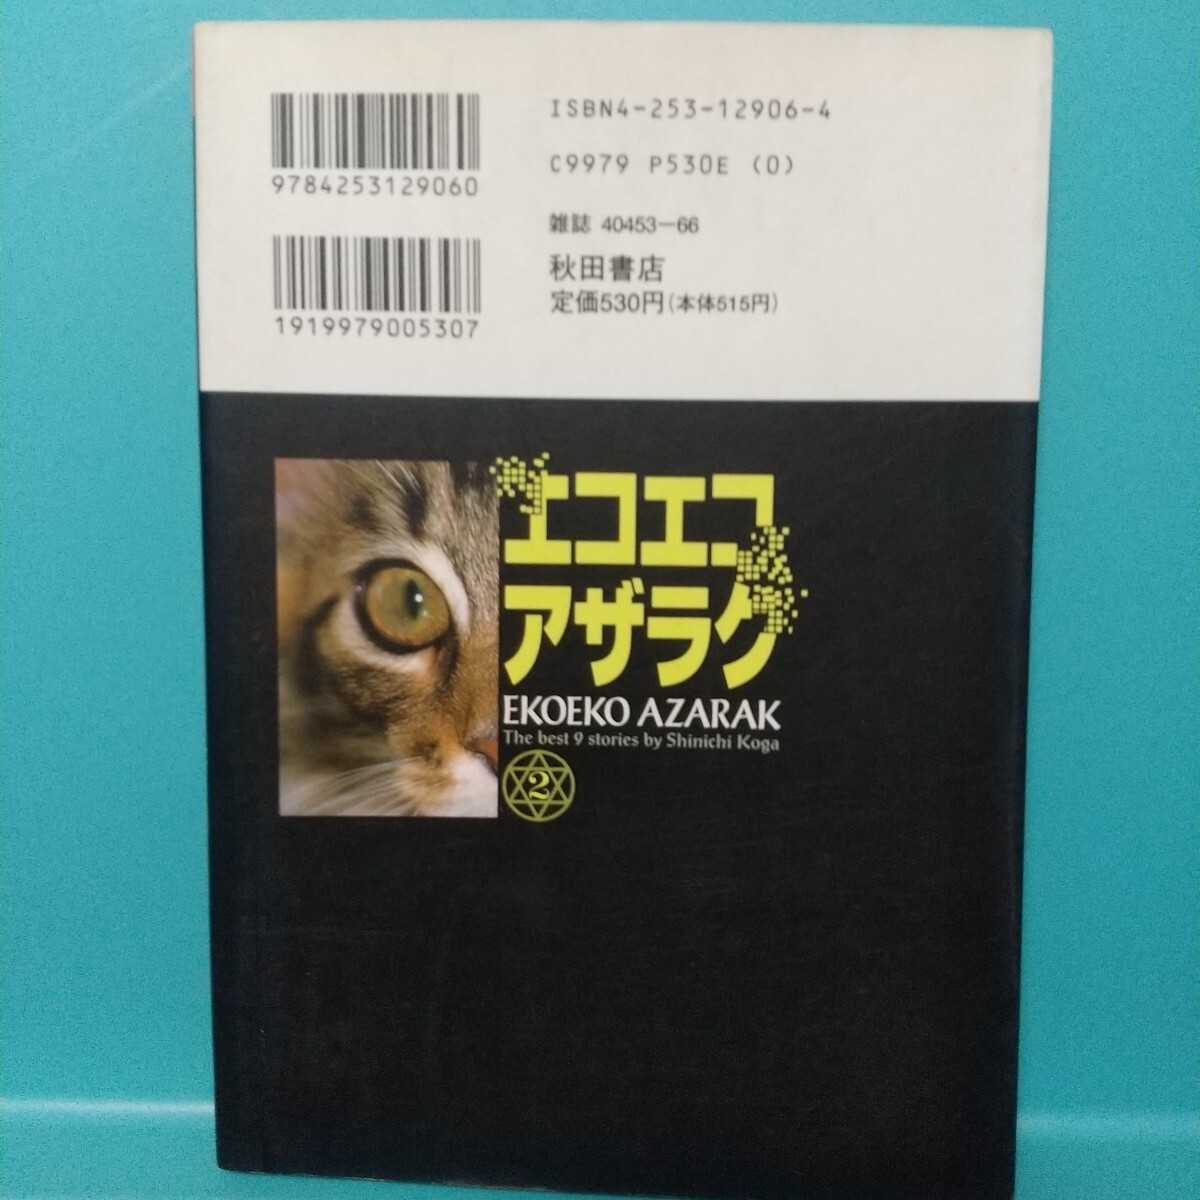 ISBN4-253-12906-4
C9979 P530E (0)
9784253129060
雑誌 40453-66
秋田書店
定価530円(本体515円)
1919979005307
エコエコ
アザラク
EKOEKO AZARAK
The best 9 stories by Shinichi Koga
2